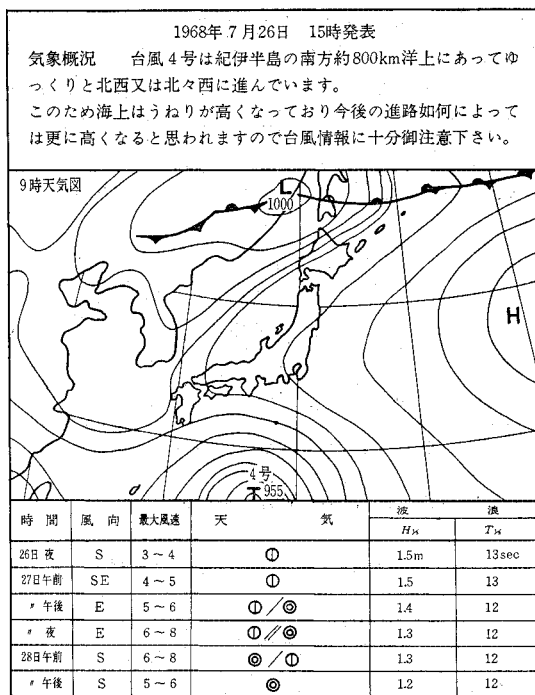 1968年7月26日 15時発表
気象概況 台風4号は紀伊半島の南方約800km洋上にあってゆ
っくりと北西又は北々西に進んでいます。
このため海上はうねりが高くなっており今後の進路如何によって
は更に高くなると思われますので台風情報に十分御注意下さい。
9時天気図
L
1000
H
4号
T 955
時間 風向 最大風速 天気 波浪
H⅓ T⅓
26日夜 S 3~4 ⦶ 1.5m 13sec
27日午前 SE 4~5 ⦶ 1.5 13
〃午後 E 5~6 ⦶/◎ 1.4 12
〃夜 E 6~8 ⦶//◎ 1.3 12
28日午前 S 6~8 ◎/⦶ 1.3 12
〃午後 S 5~6 ◎ 1.2 12